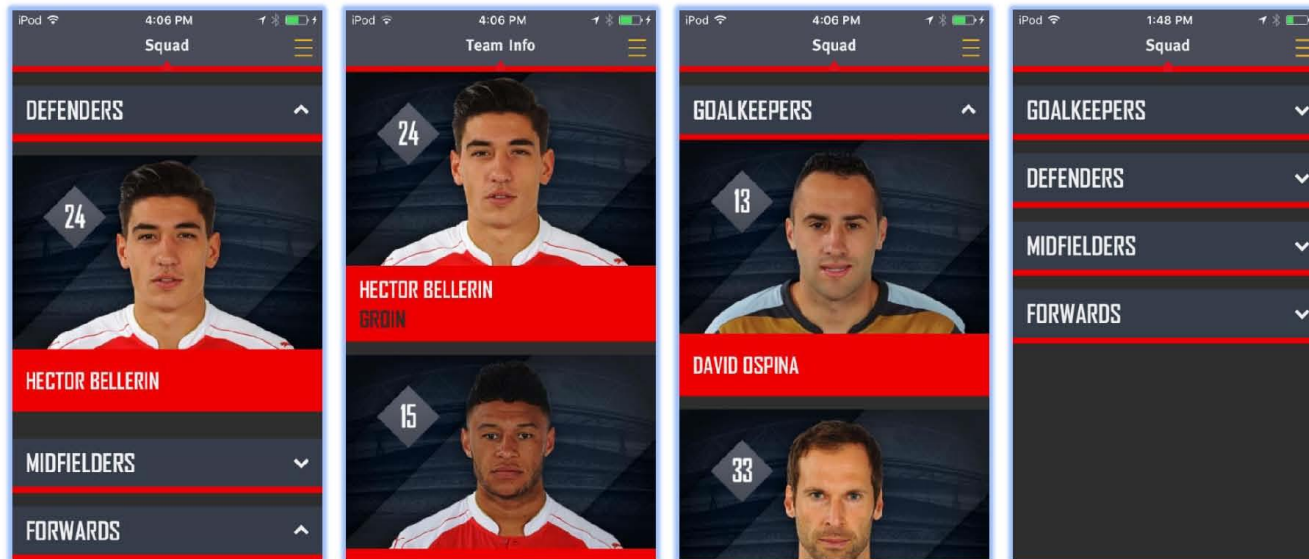 iPod 4:06 PM
Squad
DEFENDERS
24
HECTOR BELLERIN
MIDFIELDERS
FORWARDS
iPod 4:06 PM
Team Info
24
HECTOR BELLERIN
GROIN
15
iPod 4:06 PM
Squad
GOALKEEPERS
13
DAVID OSPINA
33
iPod 1:48 PM
Squad
GOALKEEPERS
DEFENDERS
MIDFIELDERS
FORWARDS